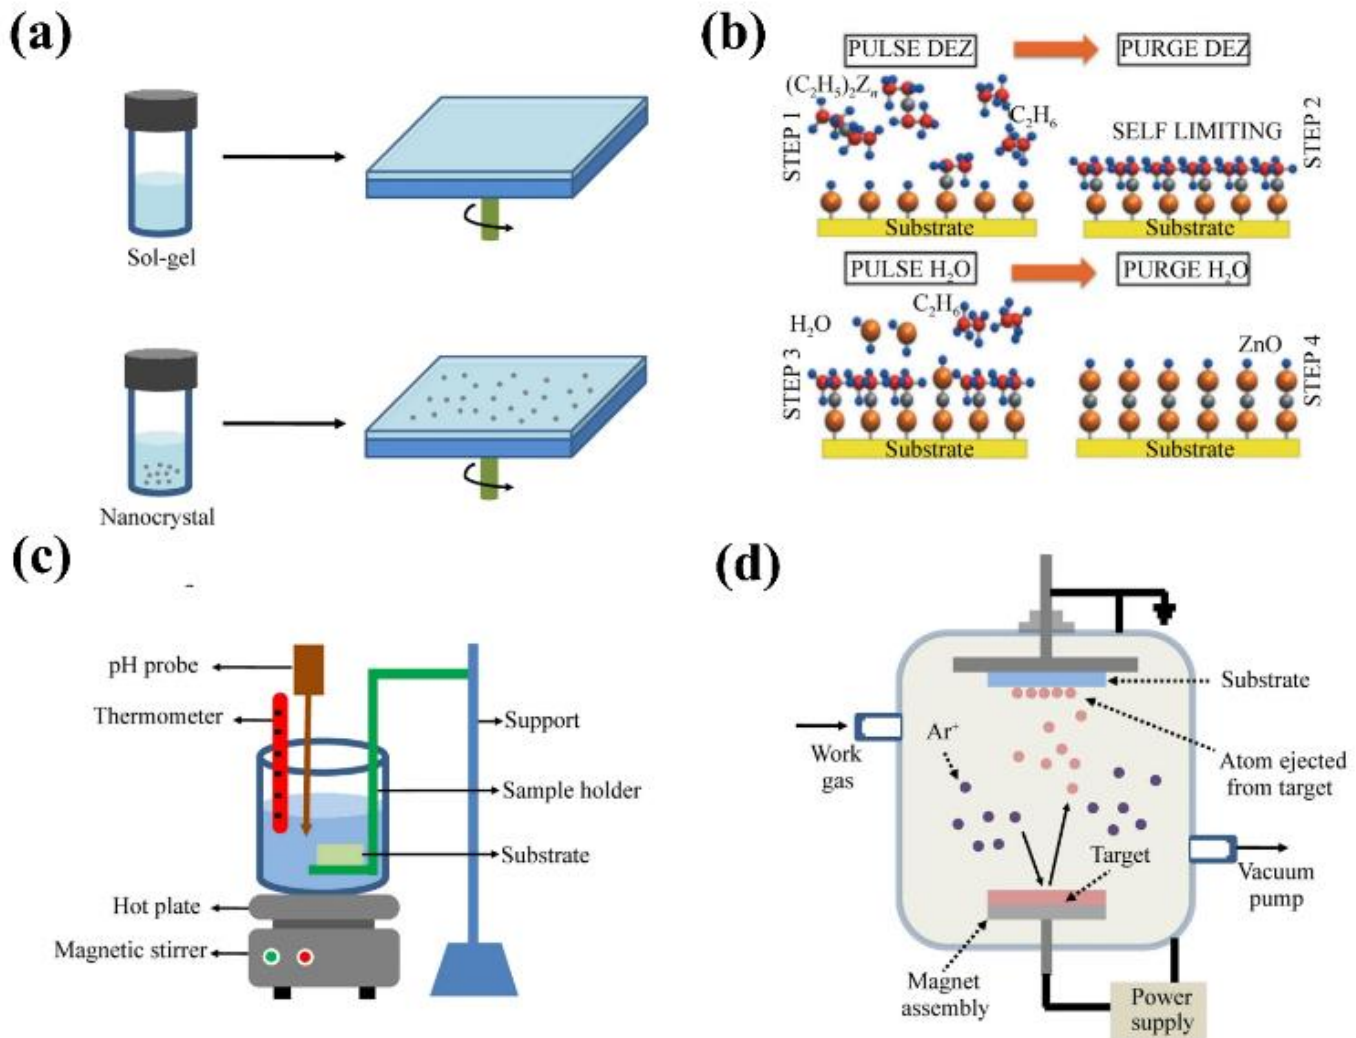 (a)
Sol-gel
Nanocrystal
(b)
PULSE DEZ
PURGE DEZ
(C₂H₅)₂Zₙ
C₂H₆
STEP 1
SELF LIMITING
STEP 2
Substrate
Substrate
PULSE H₂O
PURGE H₂O
C₂H₆
H₂O
STEP 3
ZnO
STEP 4
Substrate
Substrate
(c)
pH probe
Thermometer
Support
Sample holder
Substrate
Hot plate
Magnetic stirrer
(d)
Substrate
Work
gas
Ar⁺
Atom ejected
from target
Target
Vacuum
pump
Magnet
assembly
Power
supply